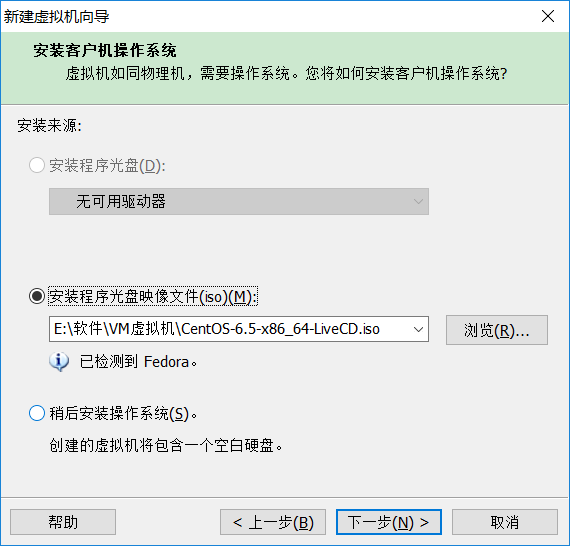 新建虚拟机向导
安装客户机操作系统
虚拟机如同物理机，需要操作系统。您将如何安装客户机操作系统?
安装来源:
安装程序光盘(D):
无可用驱动器
安装程序光盘映像文件(iso)(M):
E:\软件\VM虚拟机\CentOS-6.5-x86_64-LiveCD.iso
浏览(R)...
已检测到 Fedora。
稍后安装操作系统(S)。
创建的虚拟机将包含一个空白硬盘。
帮助
< 上一步(B)
下一步(N) >
取消